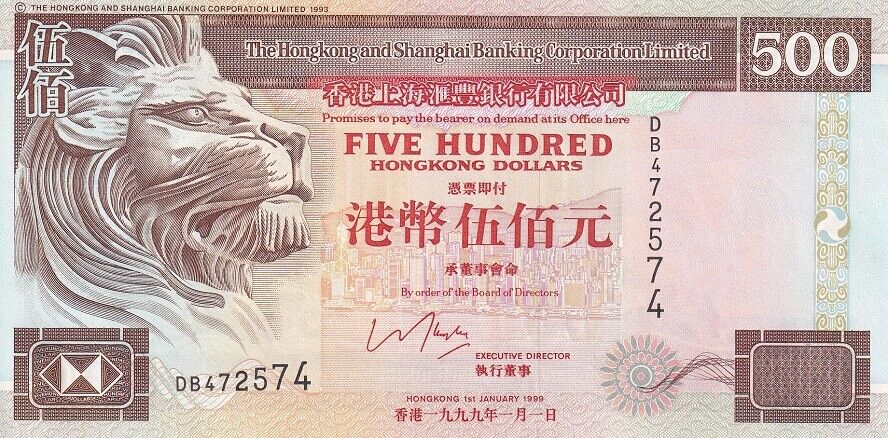 © THE HONGKONG AND SHANGHAI BANKING CORPORATION LIMITED 1993
伍佰
The Hongkong and Shanghai Banking Corporation Limited
500
香港上海滙豐銀行有限公司
Promises to pay the bearer on demand at its Office here
FIVE HUNDRED
HONGKONG DOLLARS
憑票即付
港幣伍佰元
承董事會命
By order of the Board of Directors
DB472574
EXECUTIVE DIRECTOR
執行董事
DB472574
HONGKONG 1ST JANUARY 1999
香港一九九九年一月一日